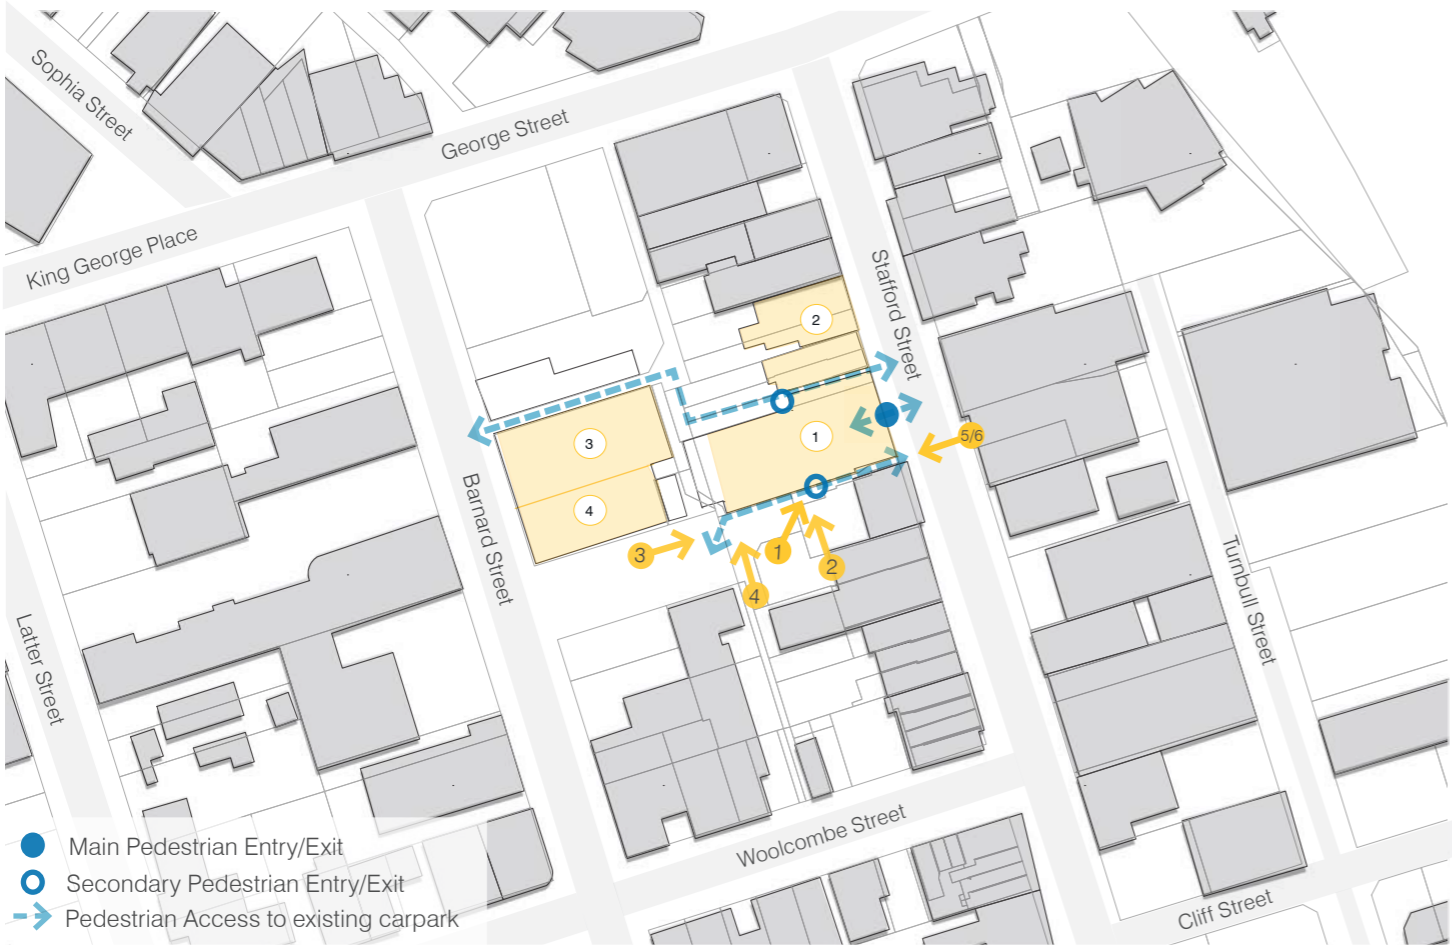 Sophia Street
George Street
King George Place
Stafford Street
2
1
5/6
3
4
Barnard Street
3
1
2
4
Turnbull Street
Latter Street
Woolcombe Street
Cliff Street
Main Pedestrian Entry/Exit
Secondary Pedestrian Entry/Exit
Pedestrian Access to existing carpark